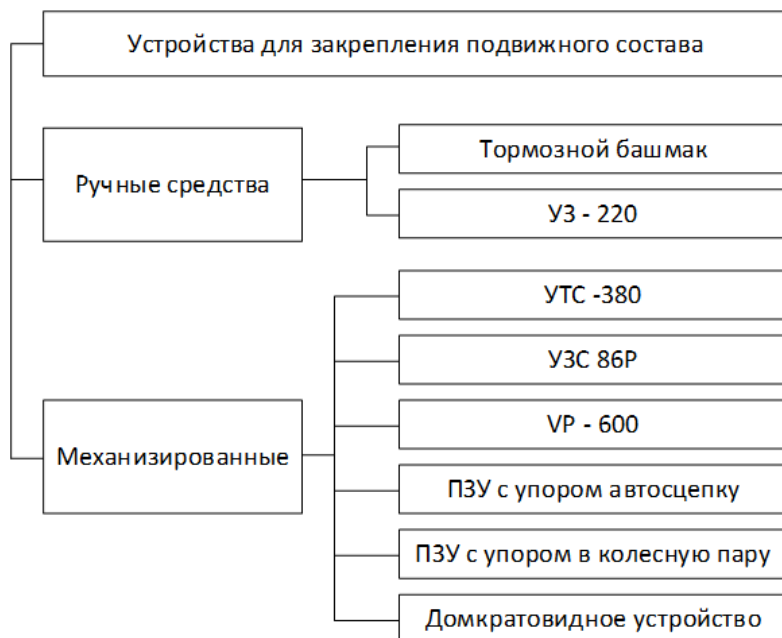 Устройства для закрепления подвижного состава
Ручные средства
Тормозной башмак
УЗ - 220
Механизированные
УТС -380
УЗС 86Р
VP - 600
ПЗУ с упором автосцепку
ПЗУ с упором в колесную пару
Домкратовидное устройство